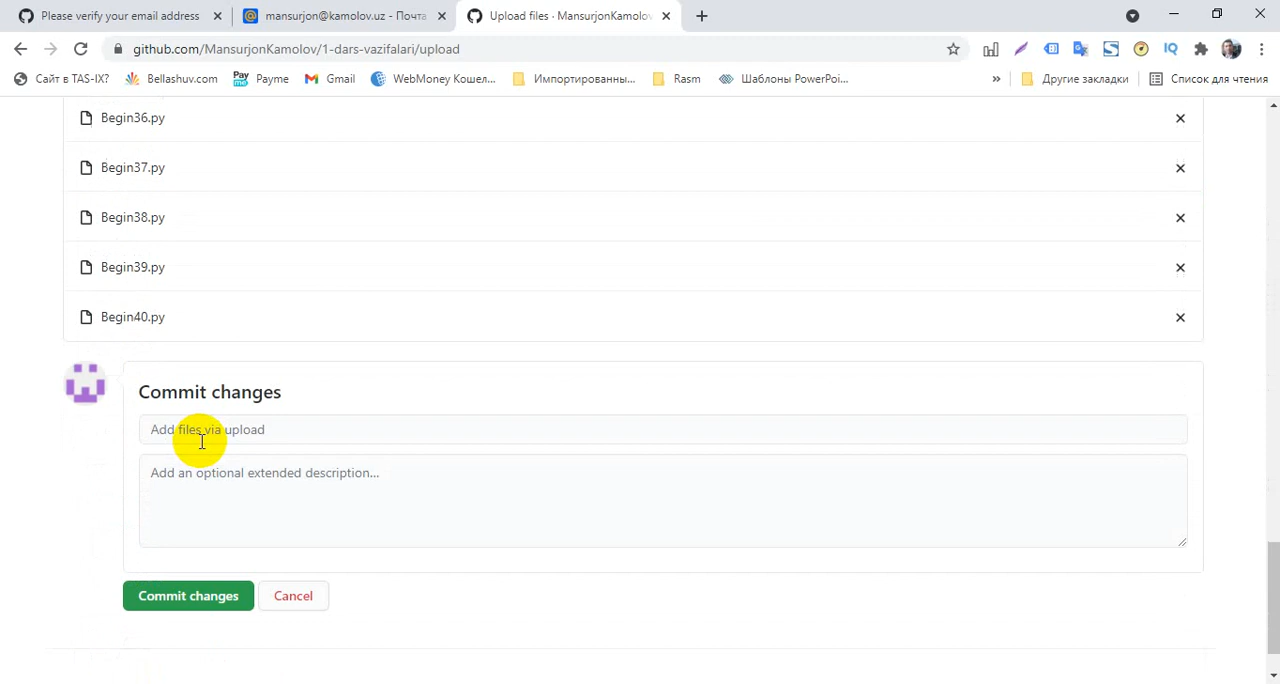 Please verify your email address
mansurjon@kamolov.uz - Почта
Upload files · MansurjonKamolov
github.com/MansurjonKamolov/1-dars-vazifalari/upload
Сайт в TAS-IX?
Bellashuv.com
Pay me
Payme
Gmail
WebMoney Кошел...
Импортированны...
Rasm
Шаблоны PowerPoi...
»
Другие закладки
Список для чтения
Begin36.py
Begin37.py
Begin38.py
Begin39.py
Begin40.py
Commit changes
Add files via upload
Add an optional extended description...
Commit changes
Cancel